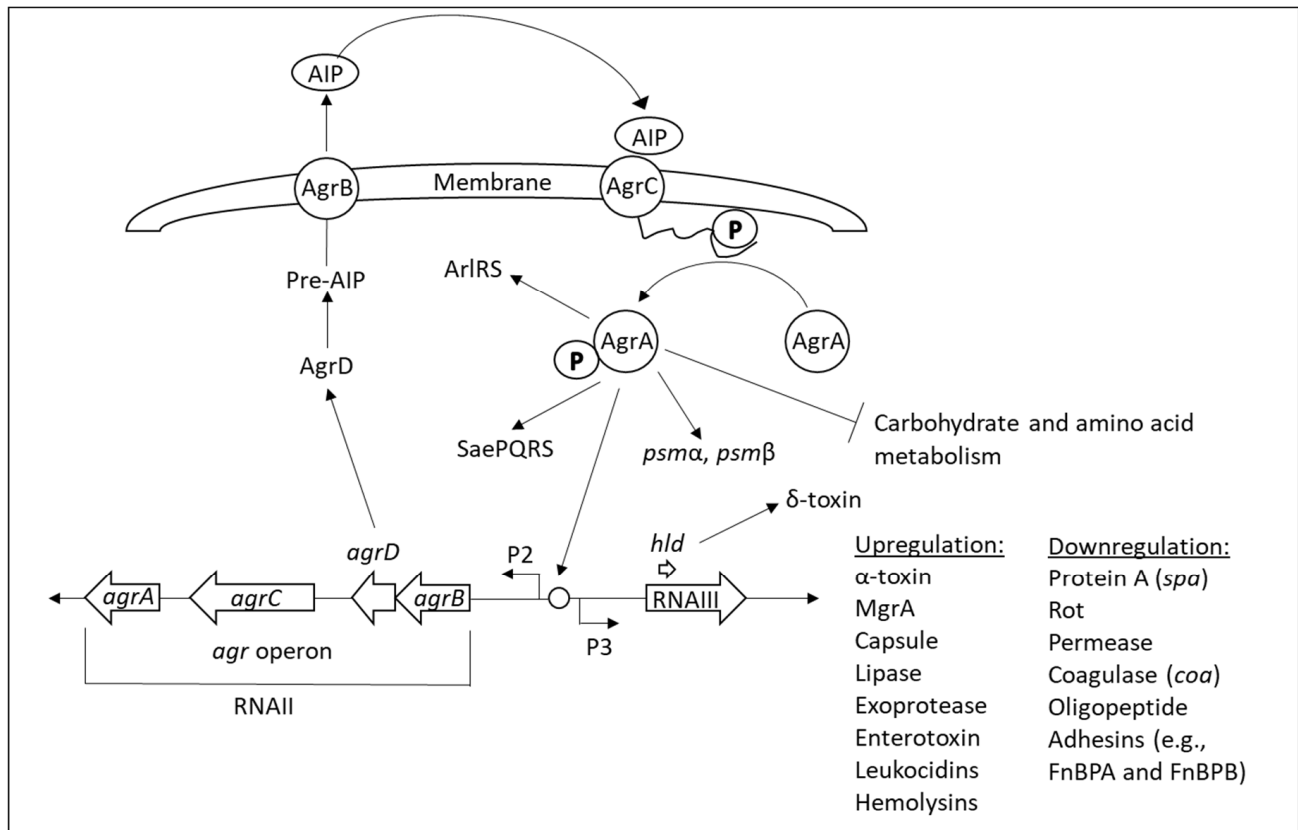 AIP
AIP
AgrB
Membrane
AgrC
P
Pre-AIP
ArlRS
AgrA
AgrA
P
AgrD
SaePQRS
psmα, psmβ
Carbohydrate and amino acid
metabolism
δ-toxin
agrD
P2
hld
agrA
agrC
agrB
RNAIII
P3
agr operon
RNAII
Upregulation:
α-toxin
MgrA
Capsule
Lipase
Exoprotease
Enterotoxin
Leukocidins
Hemolysins
Downregulation:
Protein A (spa)
Rot
Permease
Coagulase (coa)
Oligopeptide
Adhesins (e.g.,
FnBPA and FnBPB)